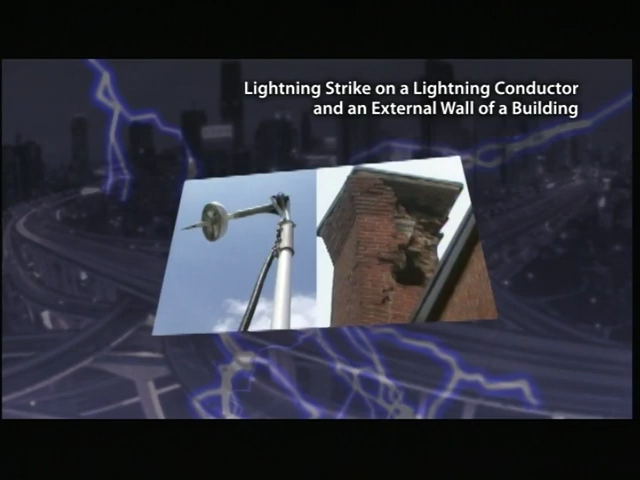 Lightning Strike on a Lightning Conductor
and an External Wall of a Building